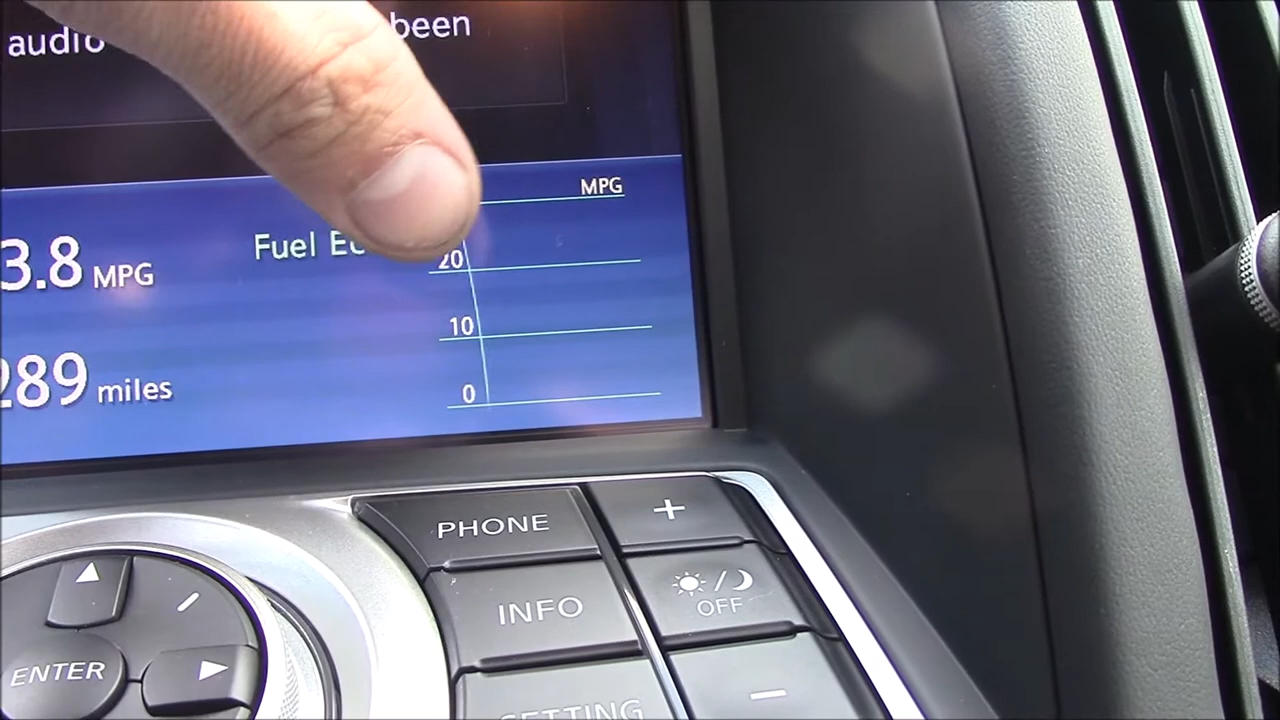 audio been
MPG
3.8 MPG
Fuel
20
10
289 miles
0
PHONE
+
INFO
OFF
ENTER
SETTING
−